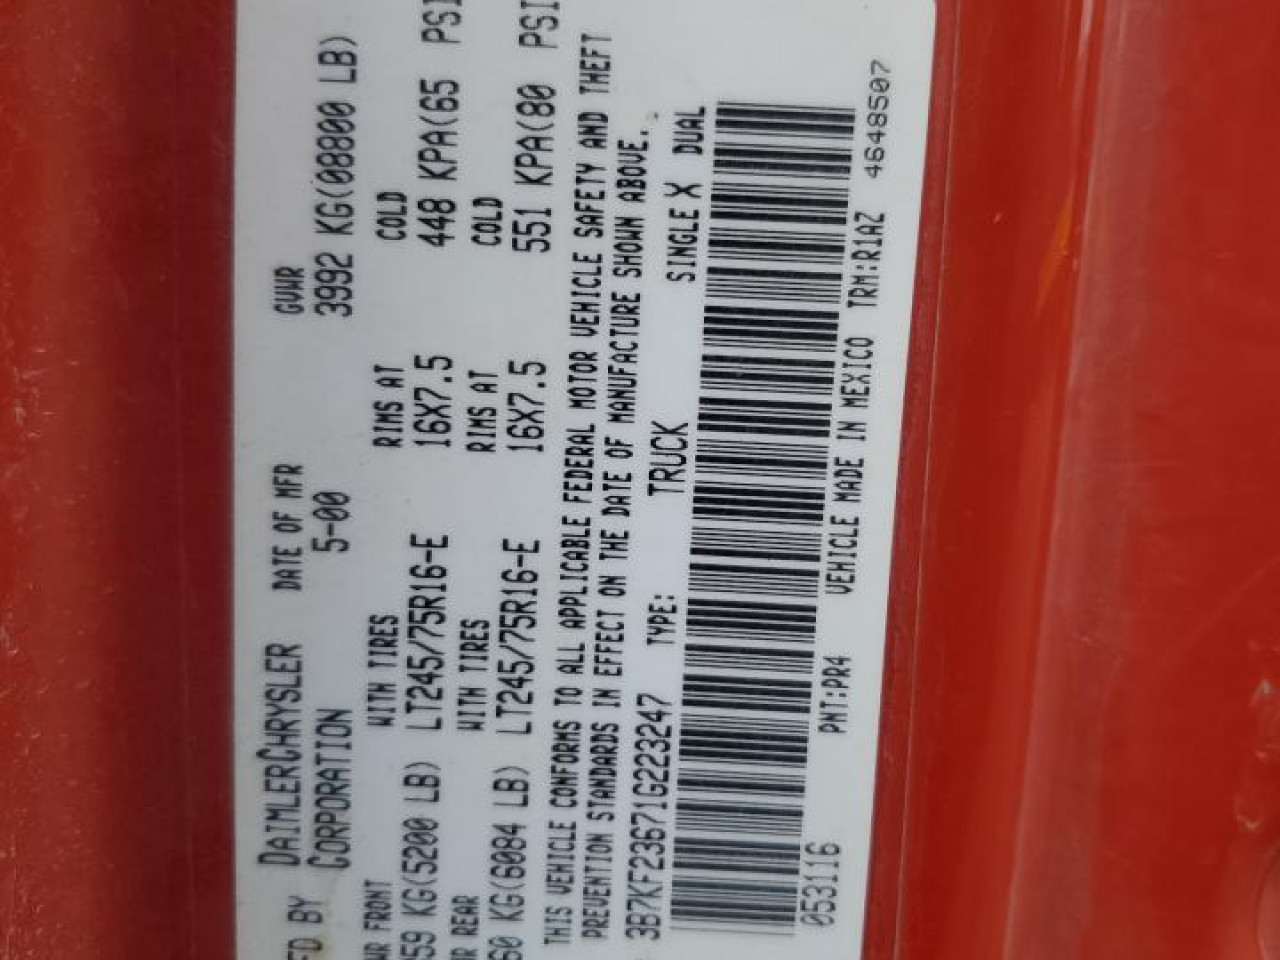 FD BY DAIMLERCHRYSLER CORPORATION
DATE OF MFR 5-00
GVWR 3992 KG(08800 LB)
WR FRONT WITH TIRES RIMS AT COLD
59 KG(5200 LB) LT245/75R16-E 16X7.5 448 KPA(65 PSI
WR REAR WITH TIRES RIMS AT COLD
60 KG(6084 LB) LT245/75R16-E 16X7.5 551 KPA(80 PSI
THIS VEHICLE CONFORMS TO ALL APPLICABLE FEDERAL MOTOR VEHICLE SAFETY AND THEFT
PREVENTION STANDARDS IN EFFECT ON THE DATE OF MANUFACTURE SHOWN ABOVE.
3B7KF23671G223247 TYPE: TRUCK SINGLE X DUAL
053116 PNT:PR4 VEHICLE MADE IN MEXICO TRM:R1AZ 4648507